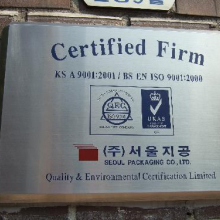 Certified Firm
KS A 9001:2001 / BS EN ISO 9001:2000
UKAS
(주)서울지공
SEOUL PACKAGING CO., LTD.
Quality & Environmental Certification Limited